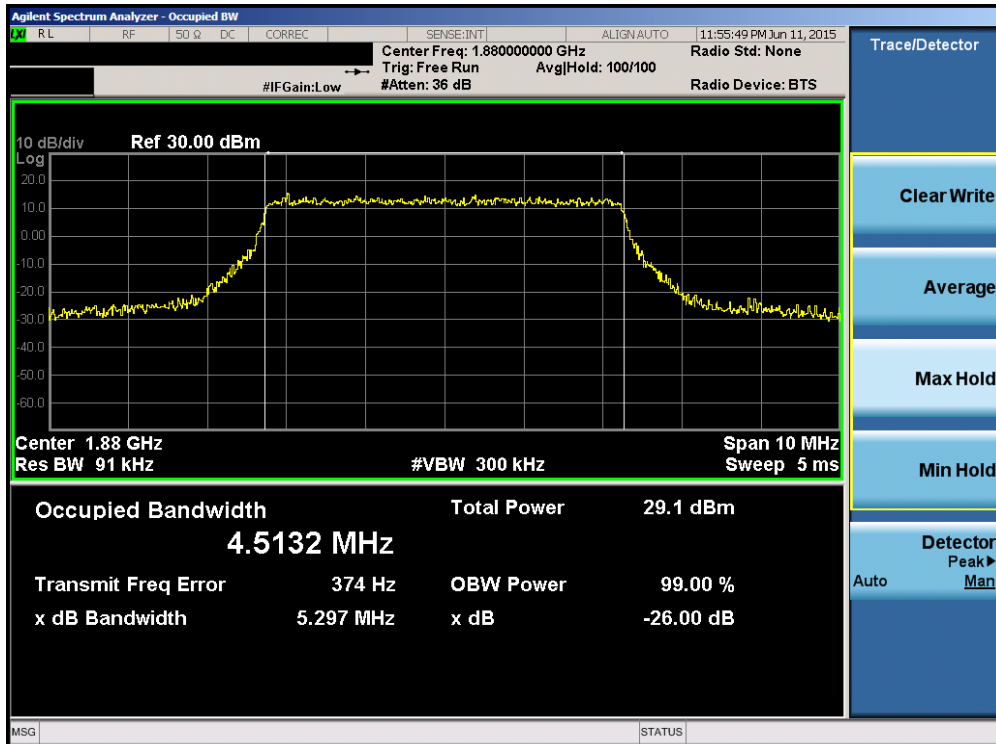 Agilent Spectrum Analyzer - Occupied BW
LXI RL RF 50 Ω DC CORREC SENSE:INT ALIGN AUTO 11:55:49 PM Jun 11, 2015
Center Freq: 1.880000000 GHz Radio Std: None
Trig: Free Run Avg|Hold: 100/100
#IFGain:Low #Atten: 36 dB Radio Device: BTS
10 dB/div Ref 30.00 dBm
Log
20.0
10.0
0.00
-10.0
-20.0
-30.0
-40.0
-50.0
-60.0
Center 1.88 GHz Span 10 MHz
Res BW 91 kHz #VBW 300 kHz Sweep 5 ms
Occupied Bandwidth Total Power 29.1 dBm
4.5132 MHz
Transmit Freq Error 374 Hz OBW Power 99.00 %
x dB Bandwidth 5.297 MHz x dB -26.00 dB
MSG STATUS
Trace/Detector
Clear Write
Average
Max Hold
Min Hold
Detector
Peak▶
Auto Man